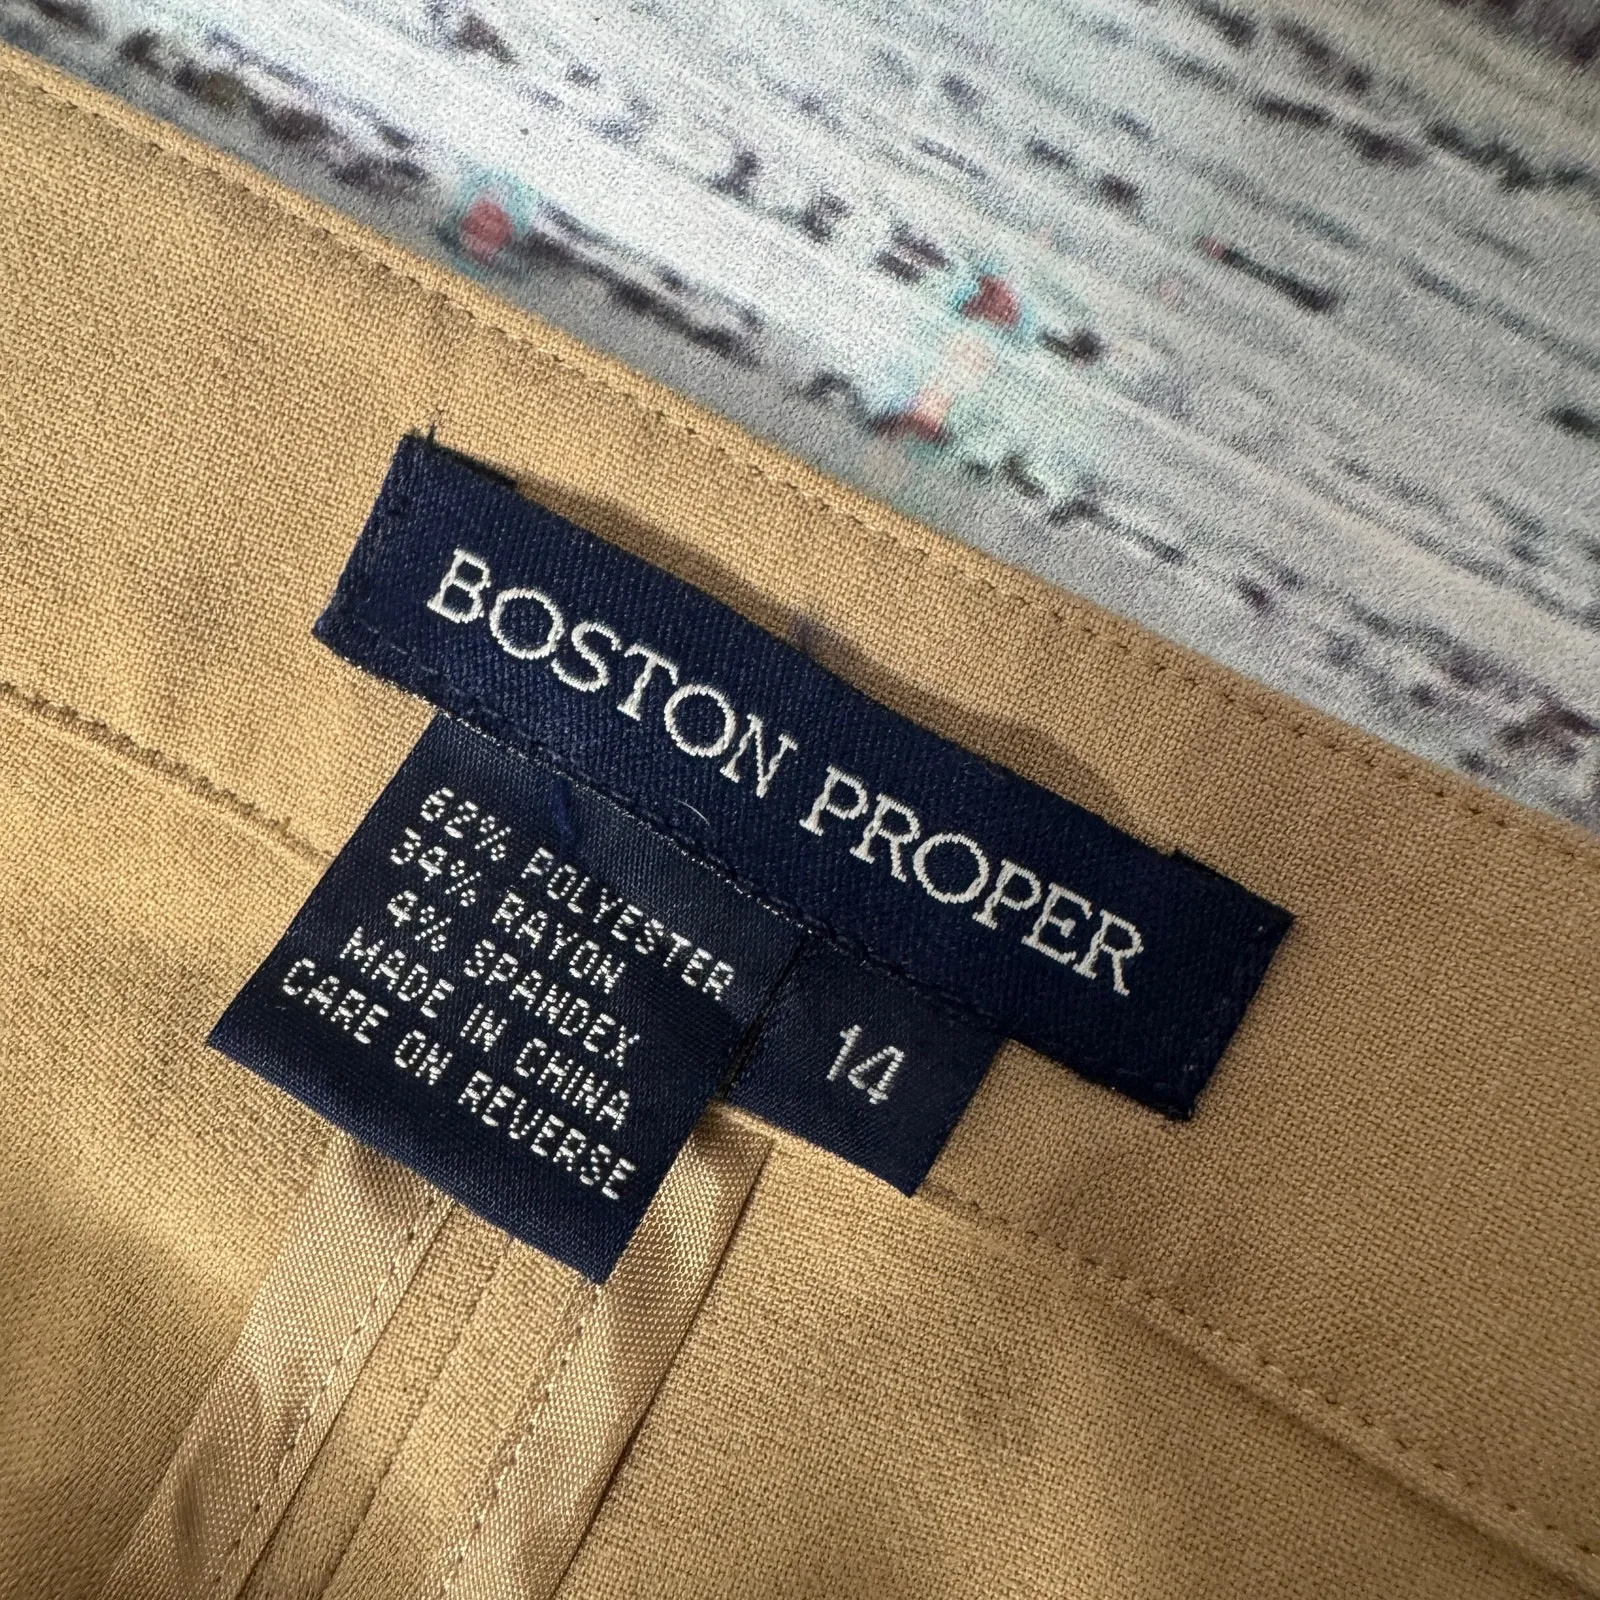 BOSTON PROPER
62% POLYESTER
34% RAYON
4% SPANDEX
MADE IN CHINA
CARE ON REVERSE
14